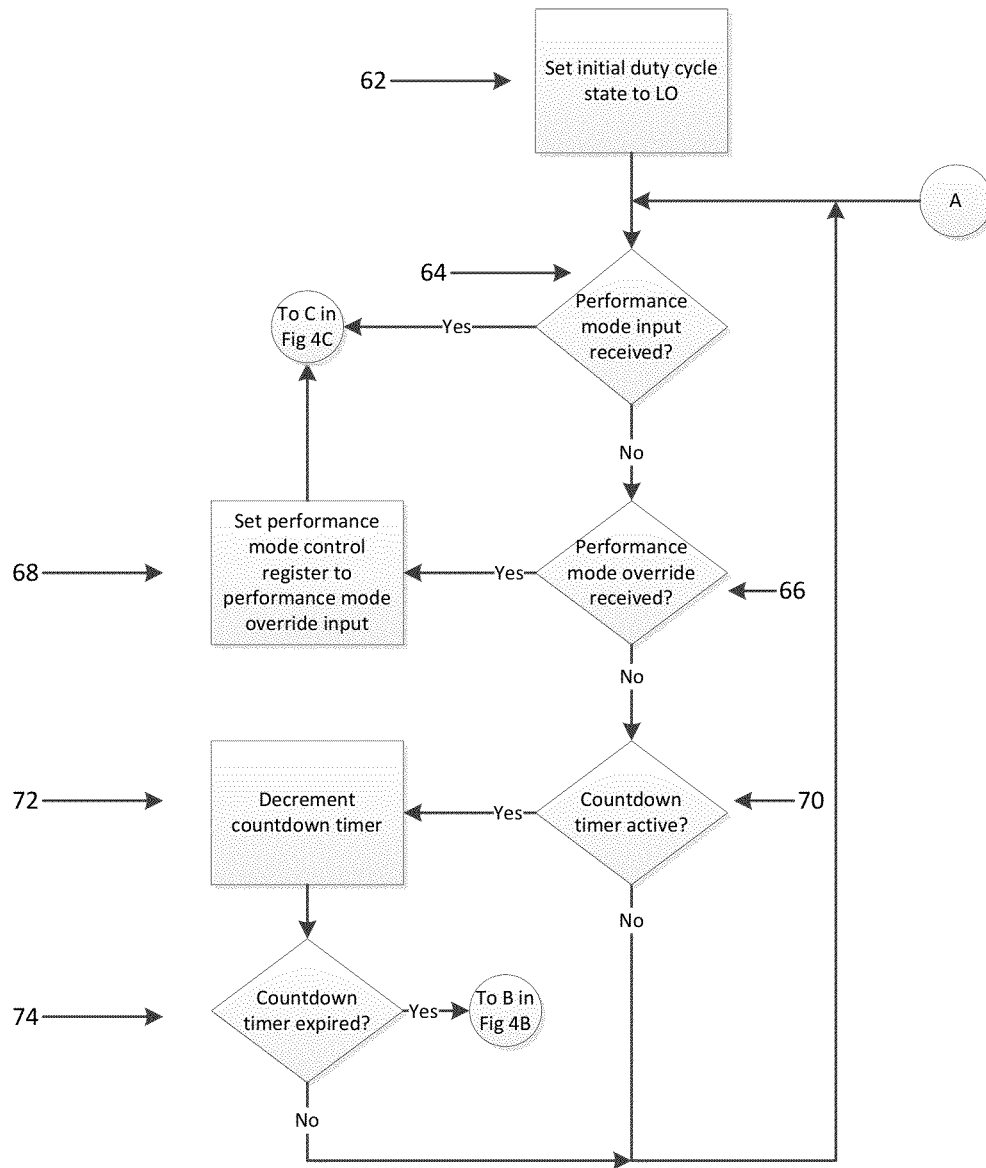 62
Set initial duty cycle
state to LO
A
64
Performance
mode input
received?
Yes
To C in
Fig 4C
No
68
Set performance
mode control
register to
performance mode
override input
Yes
Performance
mode override
received?
66
No
72
Decrement
countdown timer
Yes
Countdown
timer active?
70
No
74
Countdown
timer expired?
Yes
To B in
Fig 4B
No